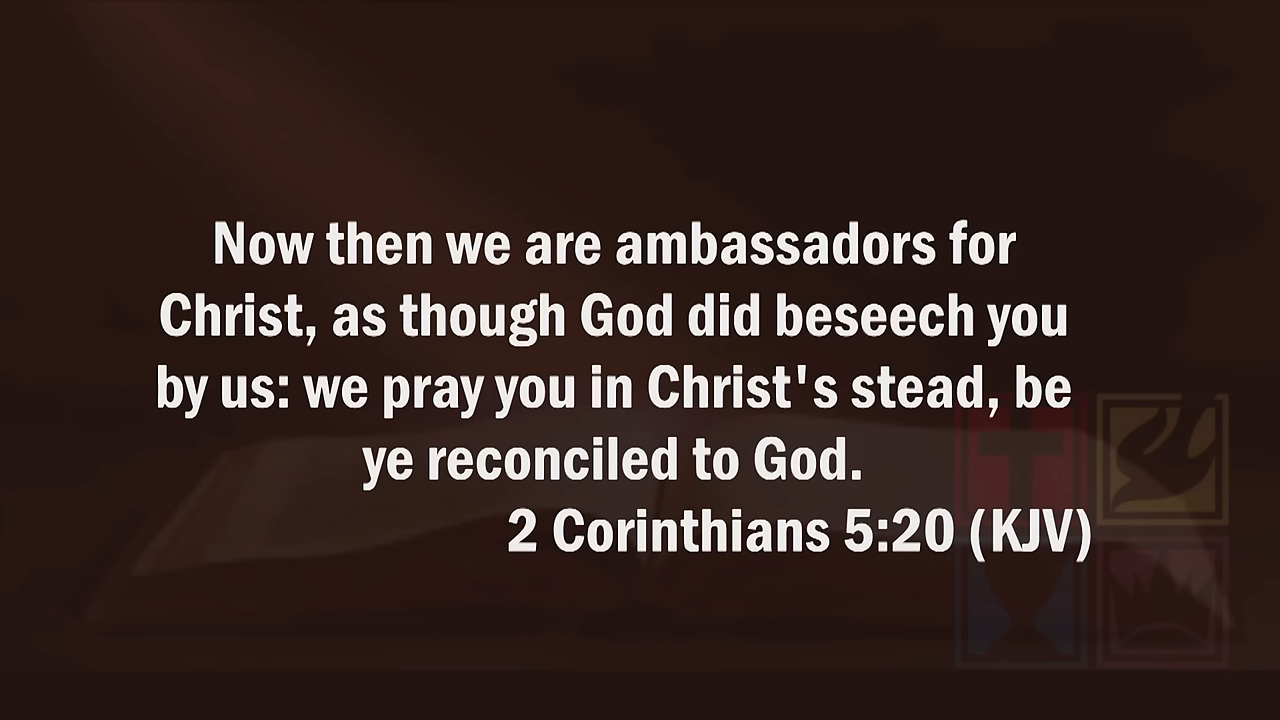 Now then we are ambassadors for
Christ, as though God did beseech you
by us: we pray you in Christ's stead, be
ye reconciled to God.
2 Corinthians 5:20 (KJV)